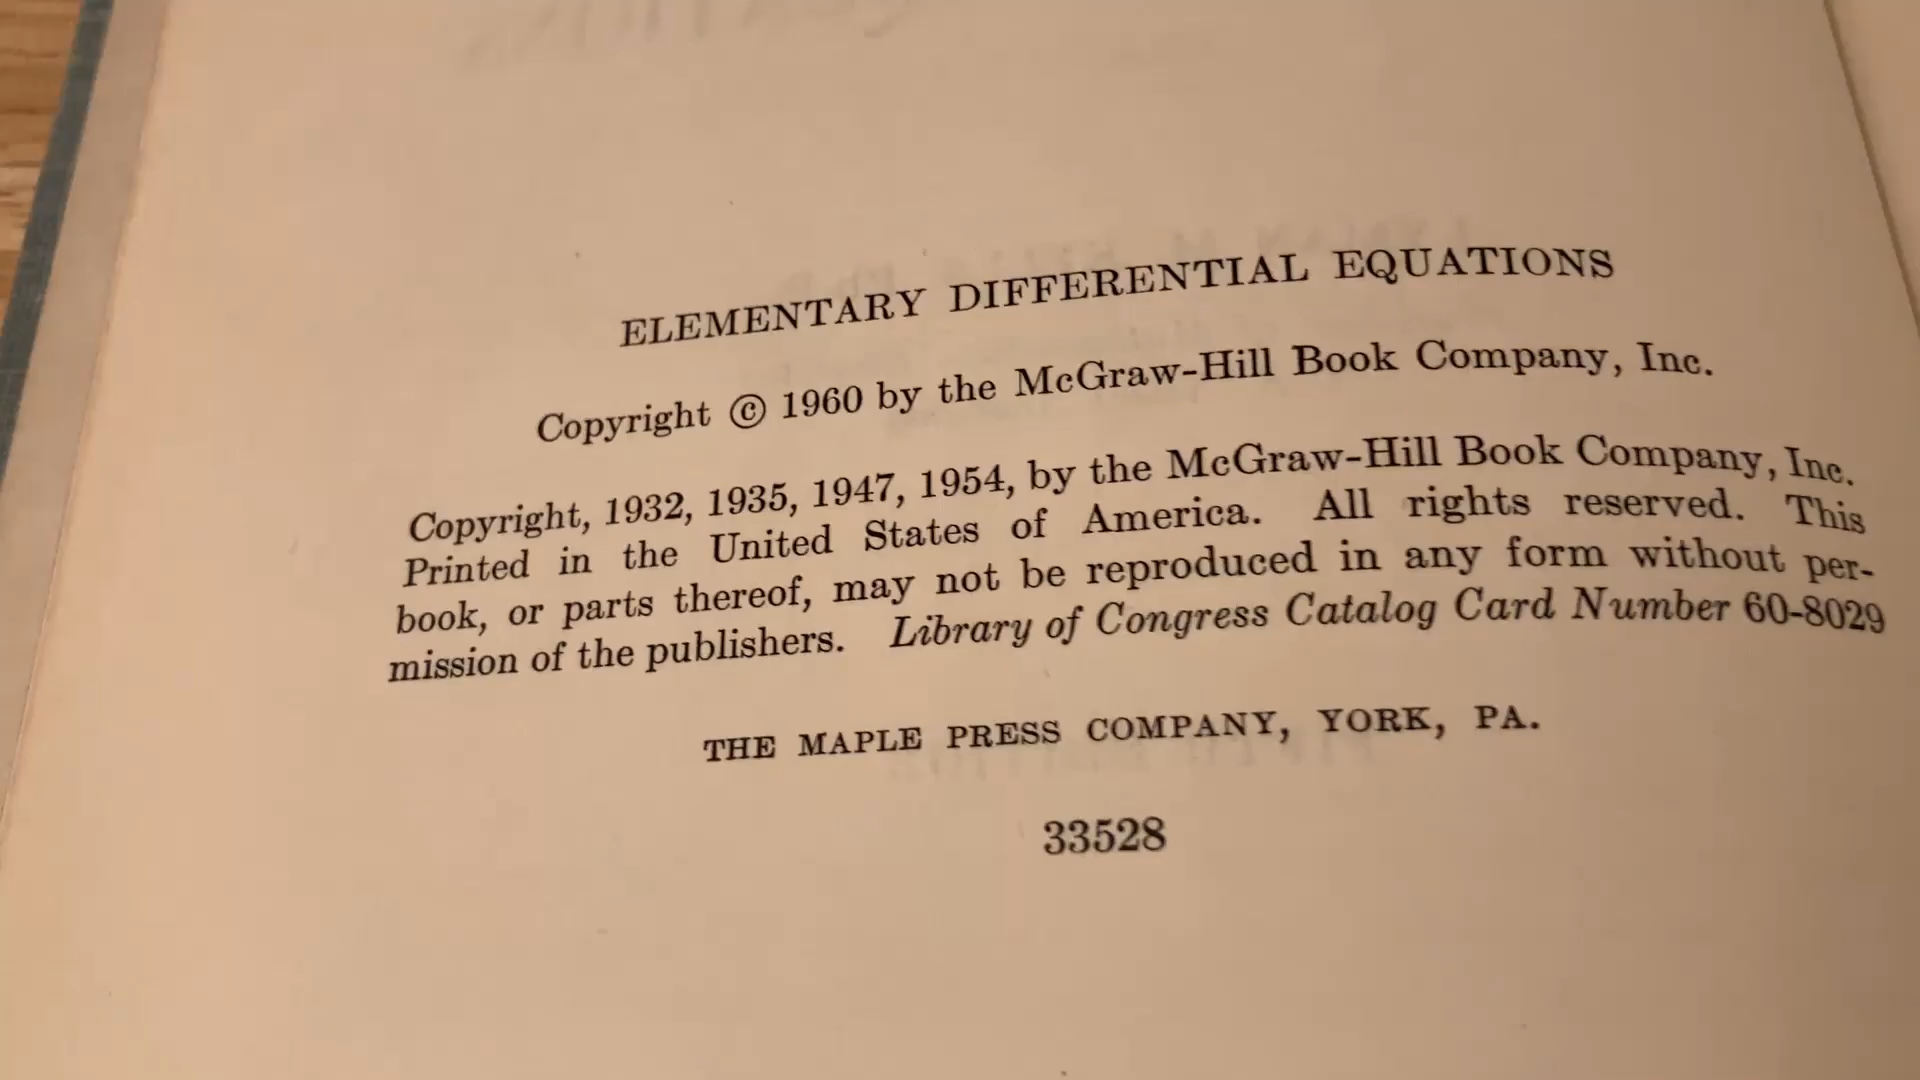 ELEMENTARY DIFFERENTIAL EQUATIONS
Copyright © 1960 by the McGraw-Hill Book Company, Inc.
Copyright, 1932, 1935, 1947, 1954, by the McGraw-Hill Book Company, Inc.
Printed in the United States of America. All rights reserved. This
book, or parts thereof, may not be reproduced in any form without per-
mission of the publishers. Library of Congress Catalog Card Number 60-8029
THE MAPLE PRESS COMPANY, YORK, PA.
33528